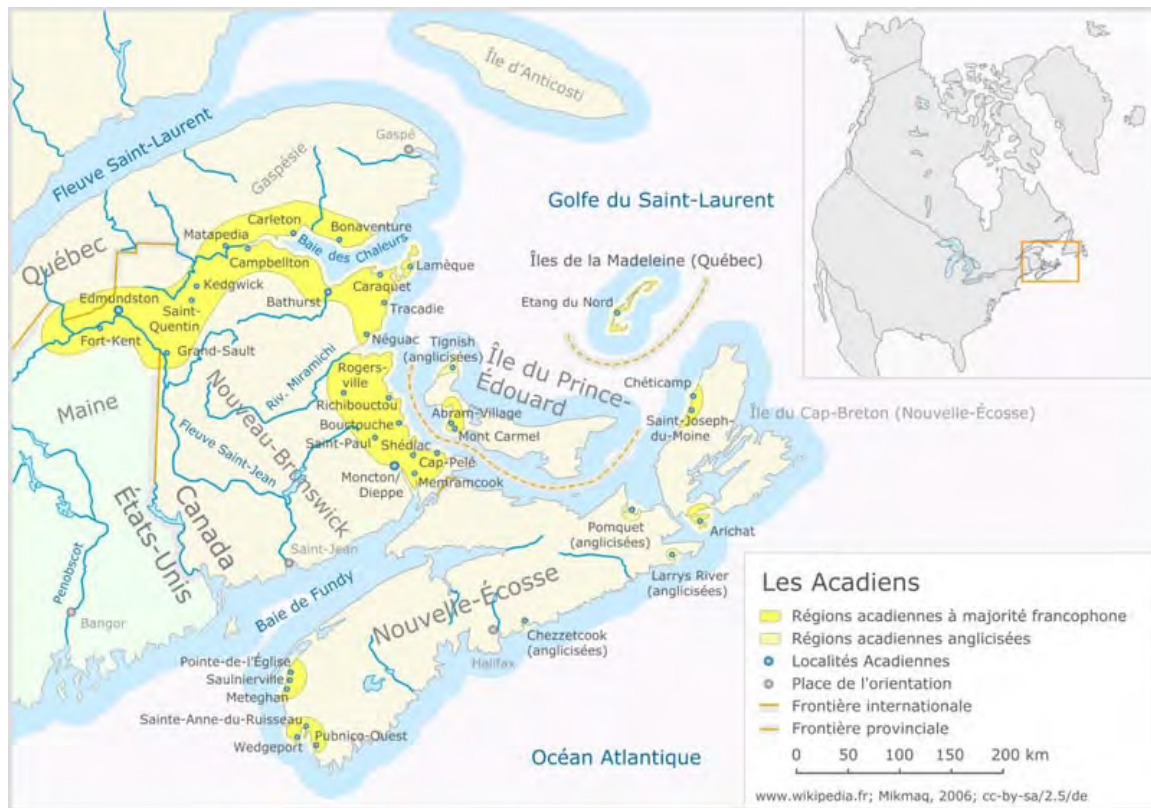 Île d'Anticosti
Fleuve Saint-Laurent
Gaspé
Gaspésie
Golfe du Saint-Laurent
Carleton
Bonaventure
Matapedia
Baie des Chaleurs
Îles de la Madeleine (Québec)
Québec
Campbellton
Lamèque
Kedgwick
Caraquet
Edmundston
Bathurst
Etang du Nord
Saint-
Quentin
Tracadie
Fort-Kent
Néguac
Grand-Sault
Tignish
(anglicisées)
Île du Prince-
Édouard
Riv. Miramichi
Rogers-
ville
Chéticamp
Maine
Richibouctou
Abram-Village
Saint-Joseph-
du-Moine
Île du Cap-Breton (Nouvelle-Écosse)
Nouveau-Brunswick
Bouctouche
Mont Carmel
Saint-Paul
Shédiac
Fleuve Saint-Jean
Cap-Pelé
Moncton/
Dieppe
Memramcook
Canada
États-Unis
Pomquet
(anglicisées)
Arichat
Saint-Jean
Penobscot
Larrys River
(anglicisées)
Baie de Fundy
Nouvelle-Écosse
Bangor
Chezzetcook
(anglicisées)
Halifax
Pointe-de-l'Église
Saulnierville
Meteghan
Sainte-Anne-du-Ruisseau
Pubnico-Ouest
Wedgeport
Océan Atlantique
Les Acadiens
Régions acadiennes à majorité francophone
Régions acadiennes anglicisées
Localités Acadiennes
Place de l'orientation
Frontière internationale
Frontière provinciale
0 50 100 150 200 km
www.wikipedia.fr; Mikmaq, 2006; cc-by-sa/2.5/de